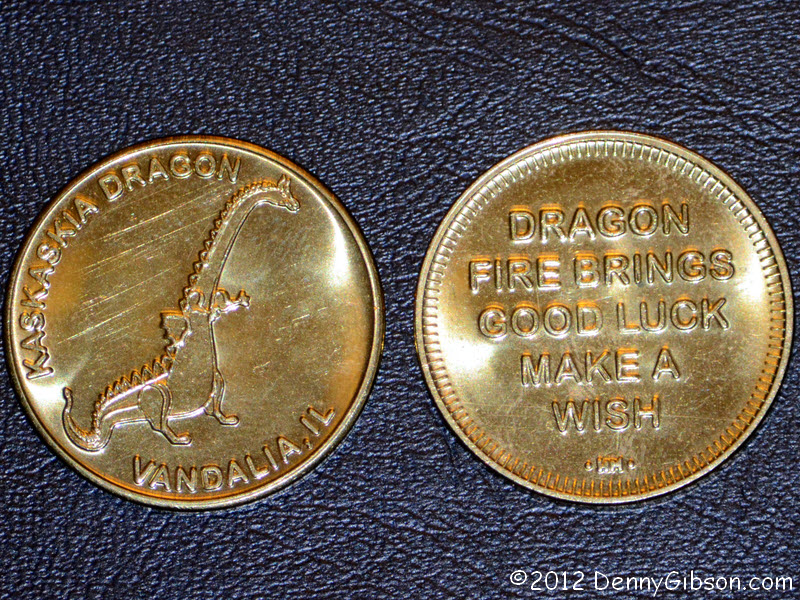 KASKASKIA DRAGON
VANDALIA, IL
DRAGON
FIRE BRINGS
GOOD LUCK
MAKE A
WISH
©2012 DennyGibson.com